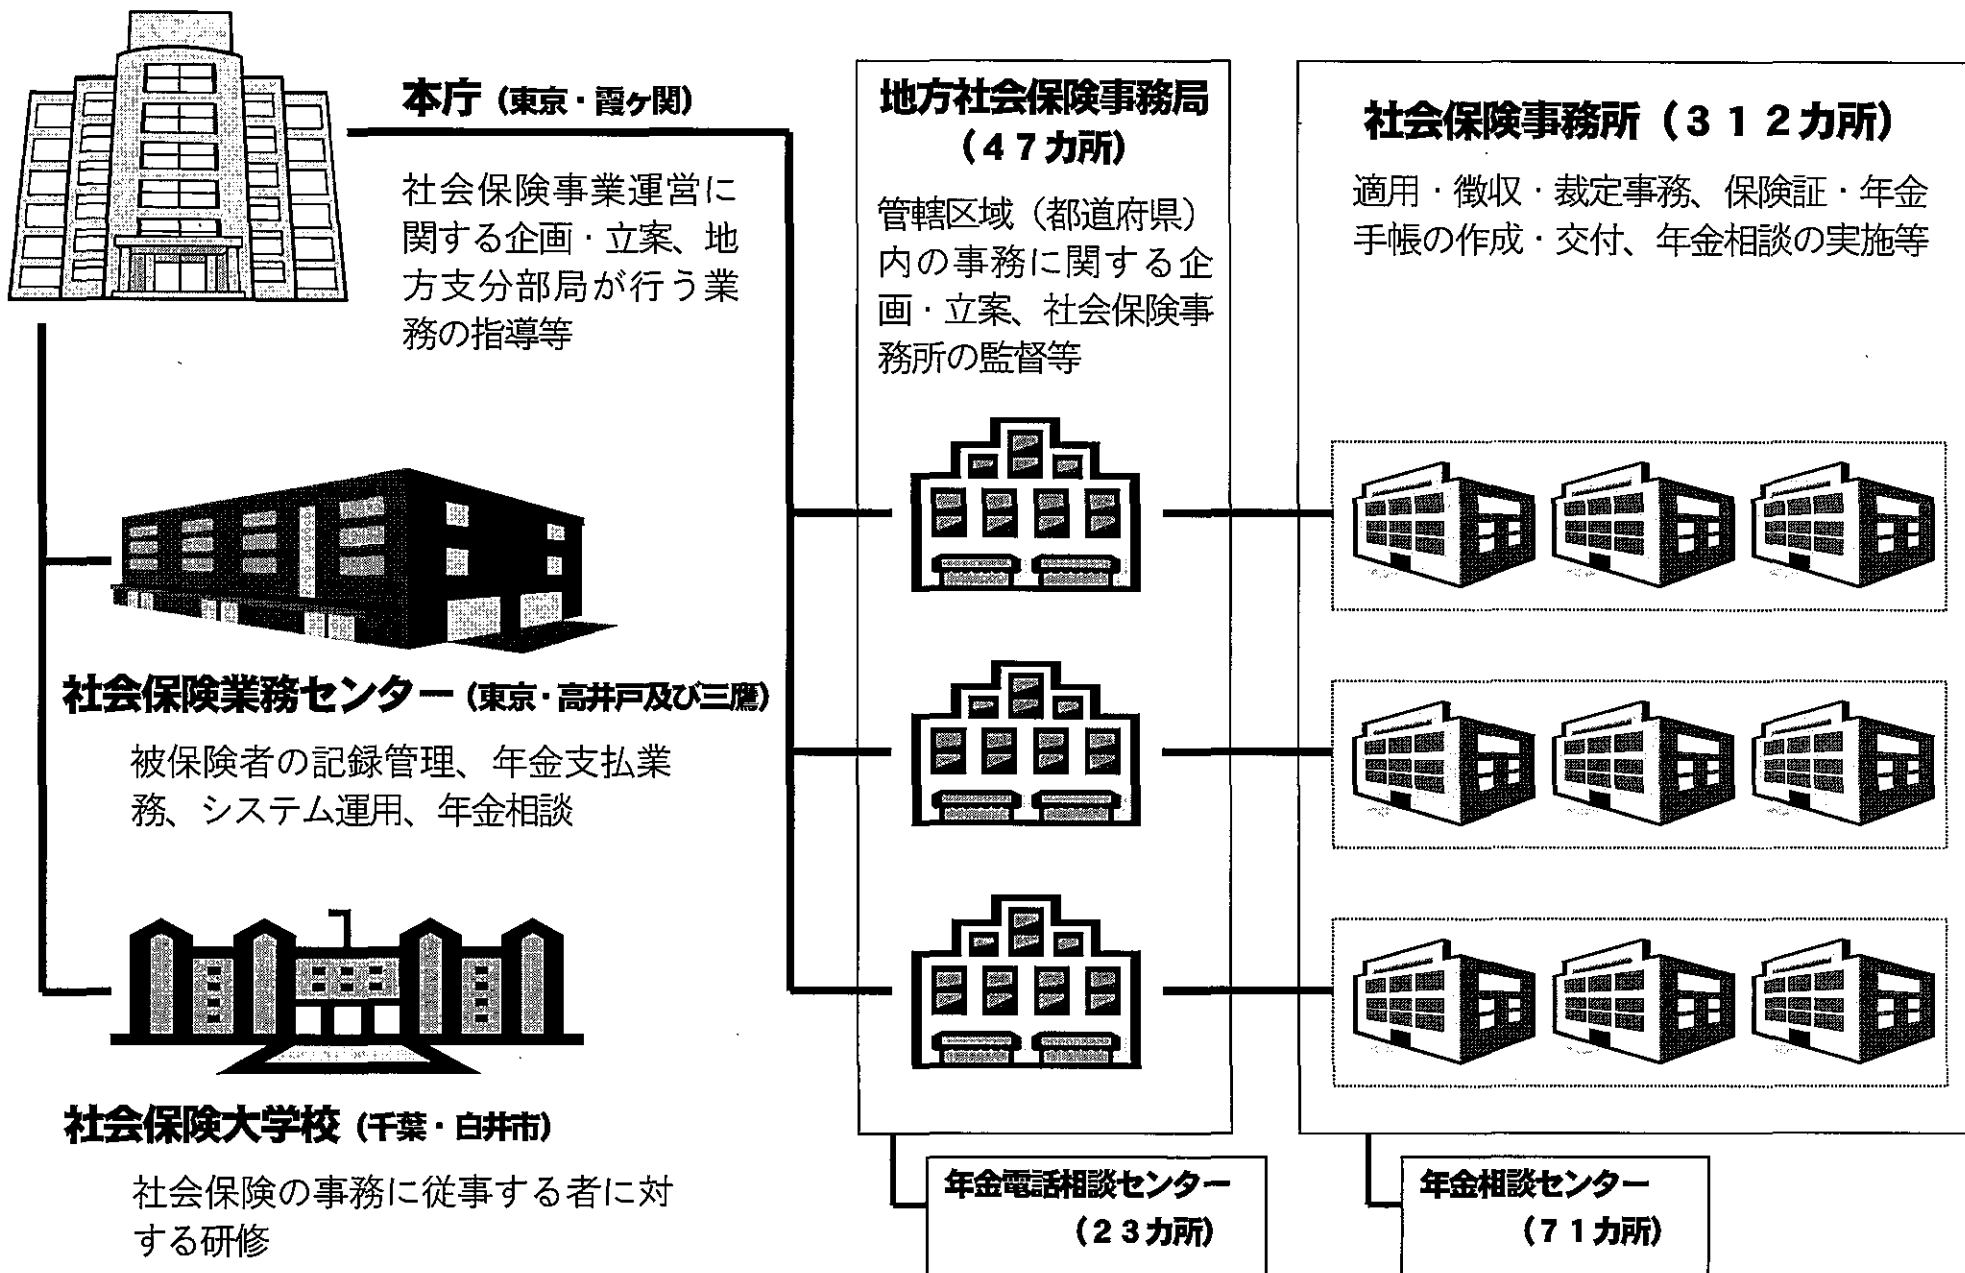 本庁（東京・霞ヶ関）
社会保険事業運営に
関する企画・立案、地
方支分部局が行う業
務の指導等
社会保険業務センター（東京・高井戸及び三鷹）
被保険者の記録管理、年金支払業
務、システム運用、年金相談
社会保険大学校（千葉・白井市）
社会保険の事務に従事する者に対
する研修
地方社会保険事務局
（４７カ所）
管轄区域（都道府県）
内の事務に関する企
画・立案、社会保険事
務所の監督等
年金電話相談センター
（２３カ所）
社会保険事務所（３１２カ所）
適用・徴収・裁定事務、保険証・年金
手帳の作成・交付、年金相談の実施等
年金相談センター
（７１カ所）